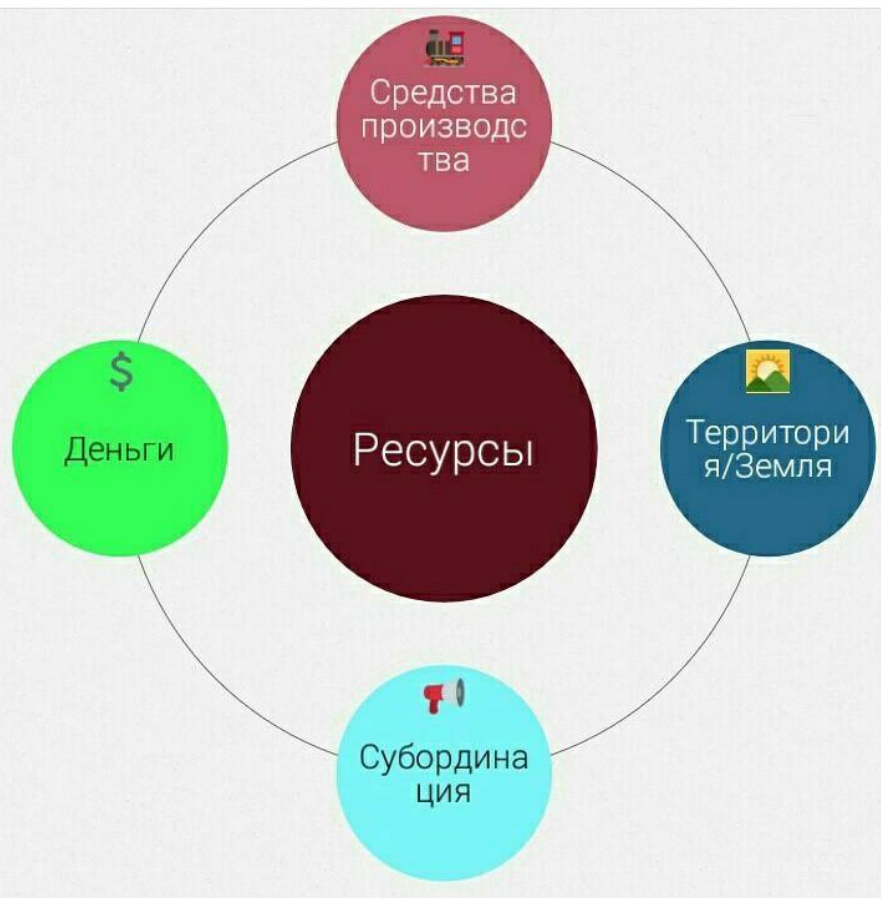 Средства
производс
тва
$
Деньги
Ресурсы
Территори
я/Земля
Субордина
ция